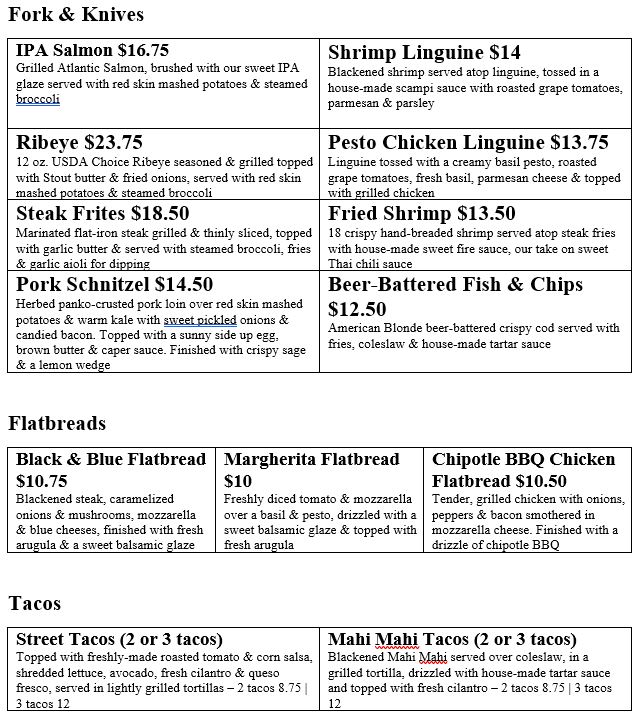 Fork & Knives
IPA Salmon $16.75
Grilled Atlantic Salmon, brushed with our sweet IPA
glaze served with red skin mashed potatoes & steamed
broccoli
Shrimp Linguine $14
Blackened shrimp served atop linguine, tossed in a
house-made scampi sauce with roasted grape tomatoes,
parmesan & parsley
Ribeye $23.75
12 oz. USDA Choice Ribeye seasoned & grilled topped
with Stout butter & fried onions, served with red skin
mashed potatoes & steamed broccoli
Pesto Chicken Linguine $13.75
Linguine tossed with a creamy basil pesto, roasted
grape tomatoes, fresh basil, parmesan cheese & topped
with grilled chicken
Steak Frites $18.50
Marinated flat-iron steak grilled & thinly sliced, topped
with garlic butter & served with steamed broccoli, fries
& garlic aioli for dipping
Fried Shrimp $13.50
18 crispy hand-breaded shrimp served atop steak fries
with house-made sweet fire sauce, our take on sweet
Thai chili sauce
Pork Schnitzel $14.50
Herbed panko-crusted pork loin over red skin mashed
potatoes & warm kale with sweet pickled onions &
candied bacon. Topped with a sunny side up egg,
brown butter & caper sauce. Finished with crispy sage
& a lemon wedge
Beer-Battered Fish & Chips
$12.50
American Blonde beer-battered crispy cod served with
fries, coleslaw & house-made tartar sauce
Flatbreads
Black & Blue Flatbread
$10.75
Blackened steak, caramelized
onions & mushrooms, mozzarella
& blue cheeses, finished with fresh
arugula & a sweet balsamic glaze
Margherita Flatbread
$10
Freshly diced tomato & mozzarella
over a basil & pesto, drizzled with a
sweet balsamic glaze & topped with
fresh arugula
Chipotle BBQ Chicken
Flatbread $10.50
Tender, grilled chicken with onions,
peppers & bacon smothered in
mozzarella cheese. Finished with a
drizzle of chipotle BBQ
Tacos
Street Tacos (2 or 3 tacos)
Topped with freshly-made roasted tomato & corn salsa,
shredded lettuce, avocado, fresh cilantro & queso
fresco, served in lightly grilled tortillas – 2 tacos 8.75 |
3 tacos 12
Mahi Mahi Tacos (2 or 3 tacos)
Blackened Mahi Mahi served over coleslaw, in a
grilled tortilla, drizzled with house-made tartar sauce
and topped with fresh cilantro – 2 tacos 8.75 | 3 tacos
12